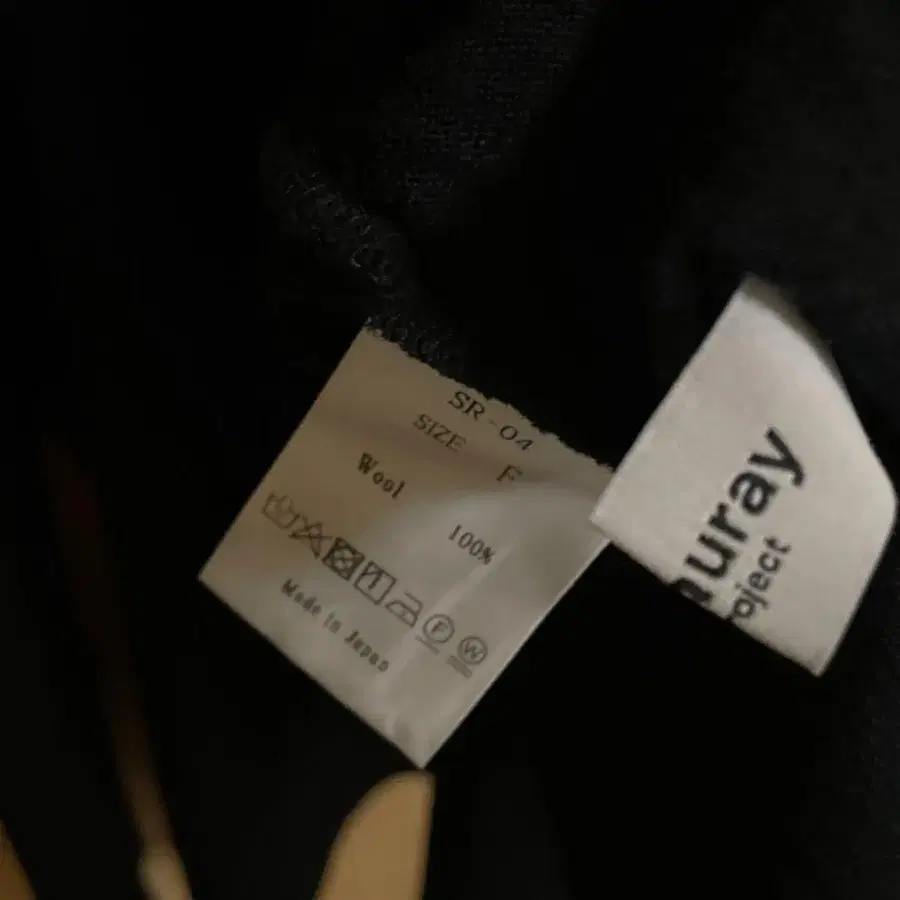 SR-04
SIZE F
Wool
100%
F W
Made in Japan
uray
oject